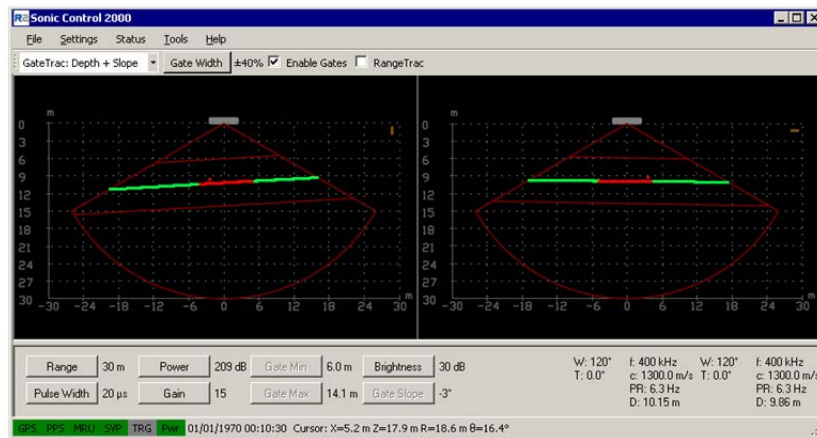 R2Sonic Control 2000
File Settings Status Tools Help
GateTrac: Depth + Slope Gate Width ±40% Enable Gates RangeTrac
m m
0 0
3 3
6 6
9 9
12 12
15 15
18 18
21 21
24 24
27 27
30 -30 -24 -18 -12 -6 0 6 12 18 24 30 m 30 -30 -24 -18 -12 -6 0 6 12 18 24 30 m
Range 30 m Power 209 dB Gate Min 6.0 m Brightness 30 dB W: 120° f: 400 kHz W: 120° f: 400 kHz
T: 0.0° c: 1300.0 m/s T: 0.0° c: 1300.0 m/s
PR: 6.3 Hz PR: 6.3 Hz
Pulse Width 20 µs Gain 15 Gate Max 14.1 m Gate Slope -3° D: 10.15 m D: 9.86 m
GPS PPS MRU SVP TRG Pwr 01/01/1970 00:10:30 Cursor: X=5.2 m Z=17.9 m R=18.6 m θ=16.4°